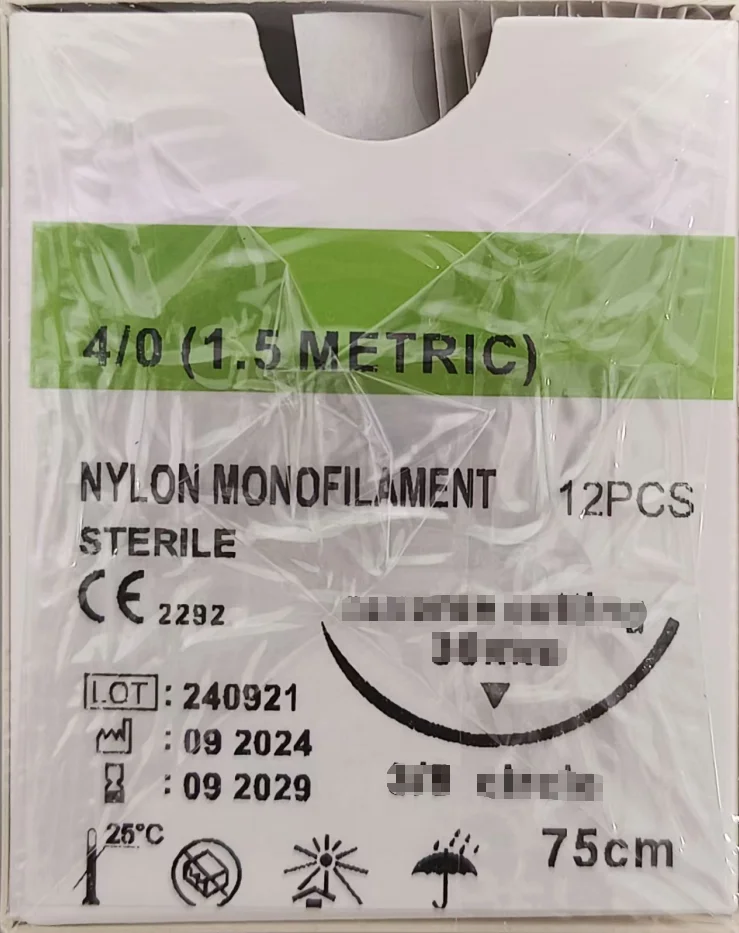 4/0 (1.5 METRIC)
NYLON MONOFILAMENT 12PCS
STERILE
CE 2292
LOT : 240921
: 09 2024
: 09 2029
25°C
75cm